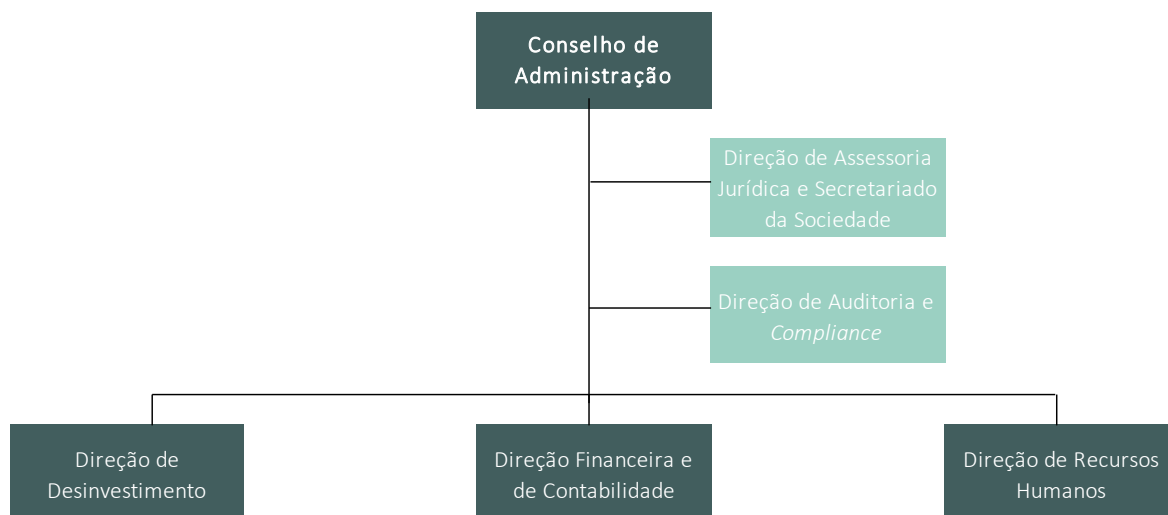 Conselho de
Administração
Direção de Assessoria
Jurídica e Secretariado
da Sociedade
Direção de Auditoria e
Compliance
Direção de
Desinvestimento
Direção Financeira e
de Contabilidade
Direção de Recursos
Humanos